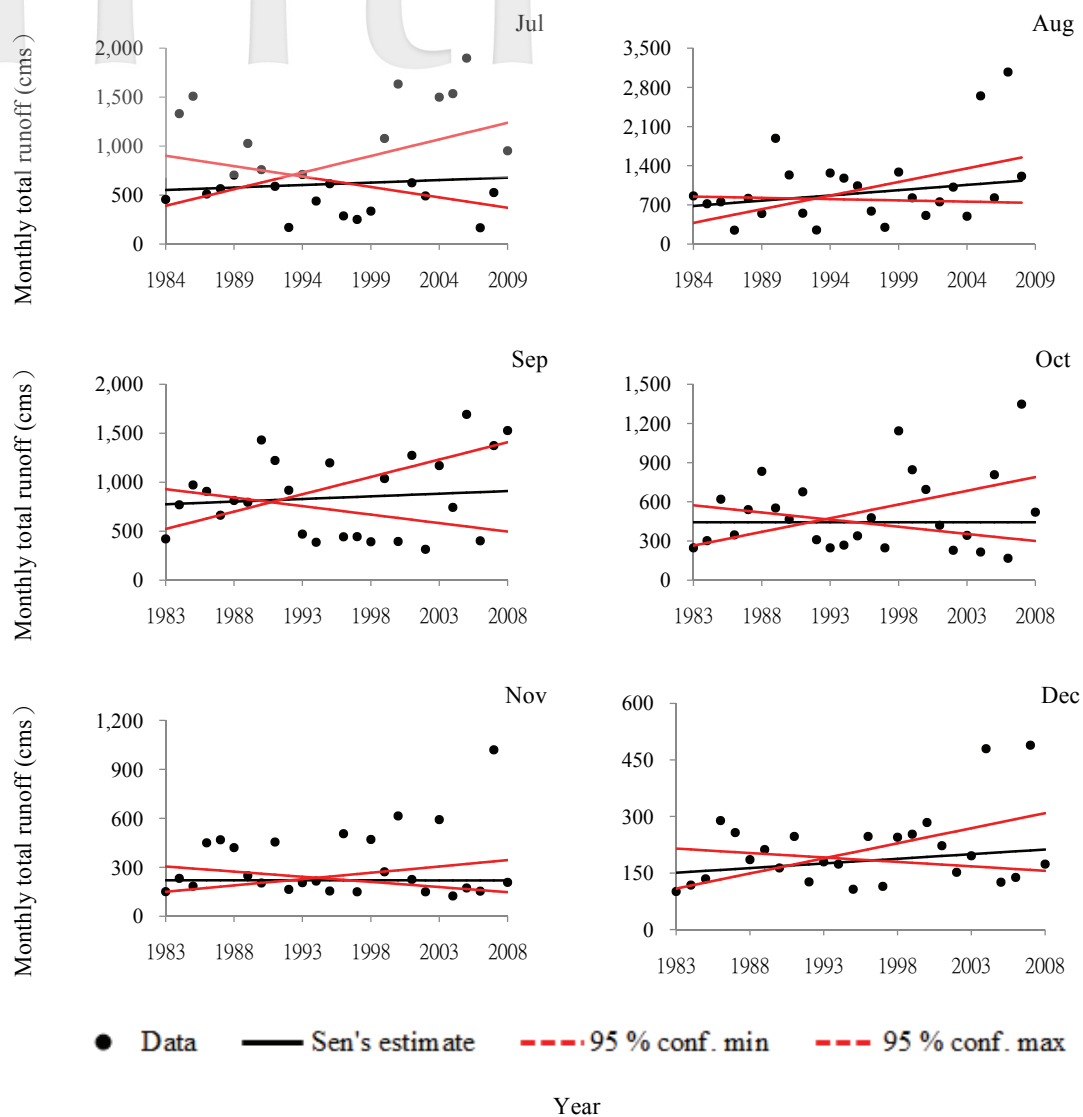 Jul
Monthly total runoff (cms)
2,000
1,500
1,000
500
0
1984 1989 1994 1999 2004 2009
Aug
3,500
2,800
2,100
1,400
700
0
1984 1989 1994 1999 2004 2009
Sep
Monthly total runoff (cms)
2,000
1,500
1,000
500
0
1983 1988 1993 1998 2003 2008
Oct
1,500
1,200
900
600
300
0
1983 1988 1993 1998 2003 2008
Nov
Monthly total runoff (cms)
1,200
900
600
300
0
1983 1988 1993 1998 2003 2008
Dec
600
450
300
150
0
1983 1988 1993 1998 2003 2008
Data Sen's estimate 95 % conf. min 95 % conf. max
Year